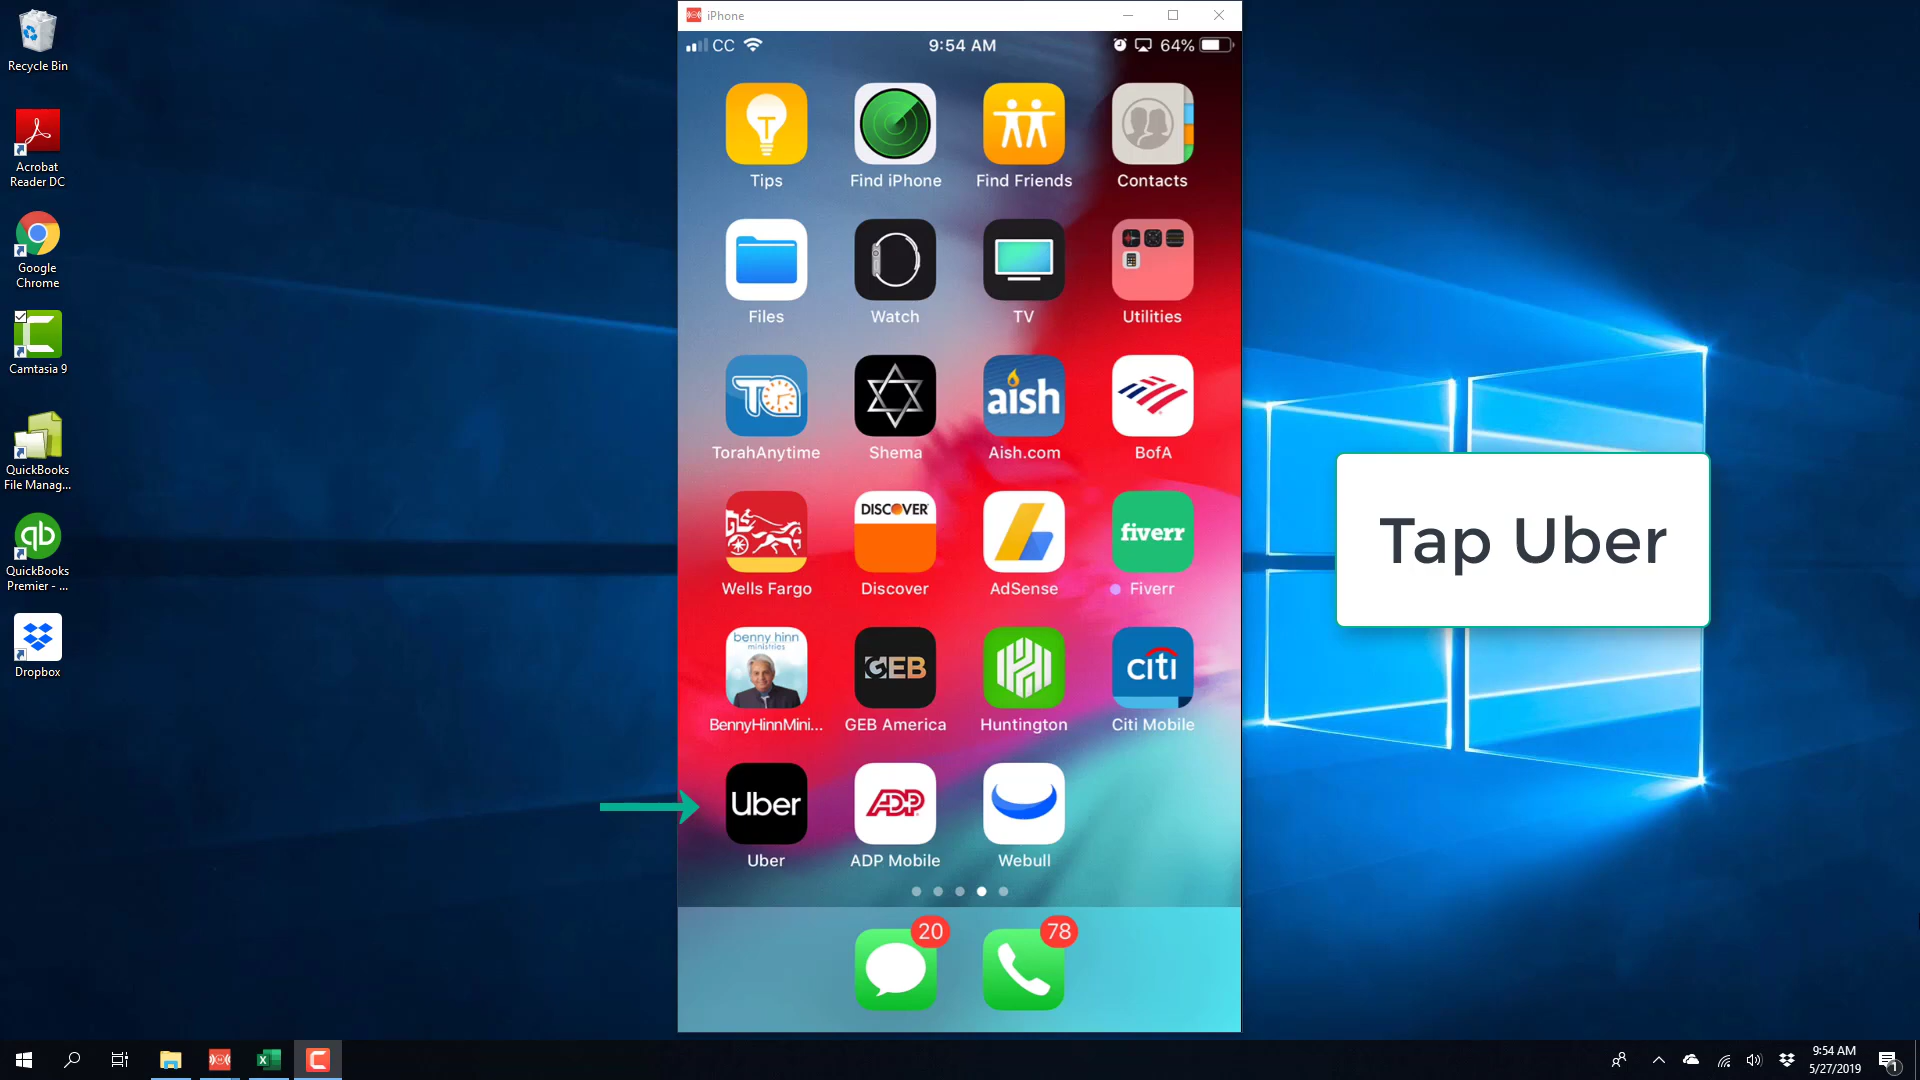 iPhone
CC
9:54 AM
64%
Recycle Bin
Acrobat
Reader DC
Google
Chrome
Camtasia 9
QuickBooks
File Manag...
qb
QuickBooks
Premier - ...
Dropbox
Tips
Find iPhone
Find Friends
Contacts
Files
Watch
TV
Utilities
aish
TorahAnytime
Shema
Aish.com
BofA
DISCOVER
fiverr
Wells Fargo
Discover
AdSense
Fiverr
benny hinn
ministries
GEB
citi
BennyHinnMini...
GEB America
Huntington
Citi Mobile
Uber
ADP
Uber
ADP Mobile
Webull
20
78
Tap Uber
9:54 AM
5/27/2019
1